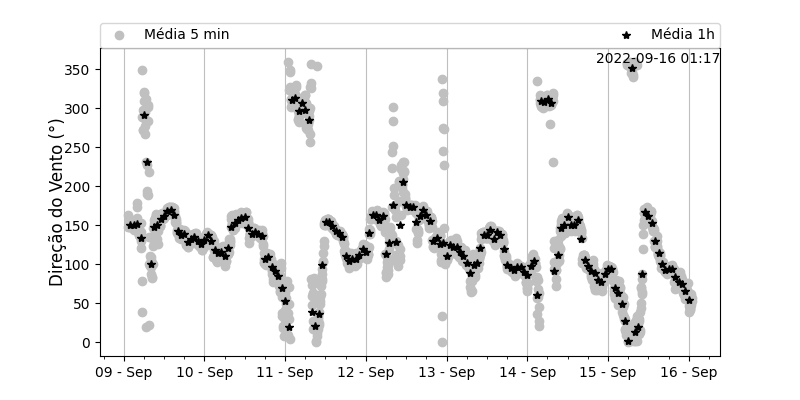 Média 5 min
Média 1h
2022-09-16 01:17
Direção do Vento (°)
350
300
250
200
150
100
50
0
09 - Sep
10 - Sep
11 - Sep
12 - Sep
13 - Sep
14 - Sep
15 - Sep
16 - Sep